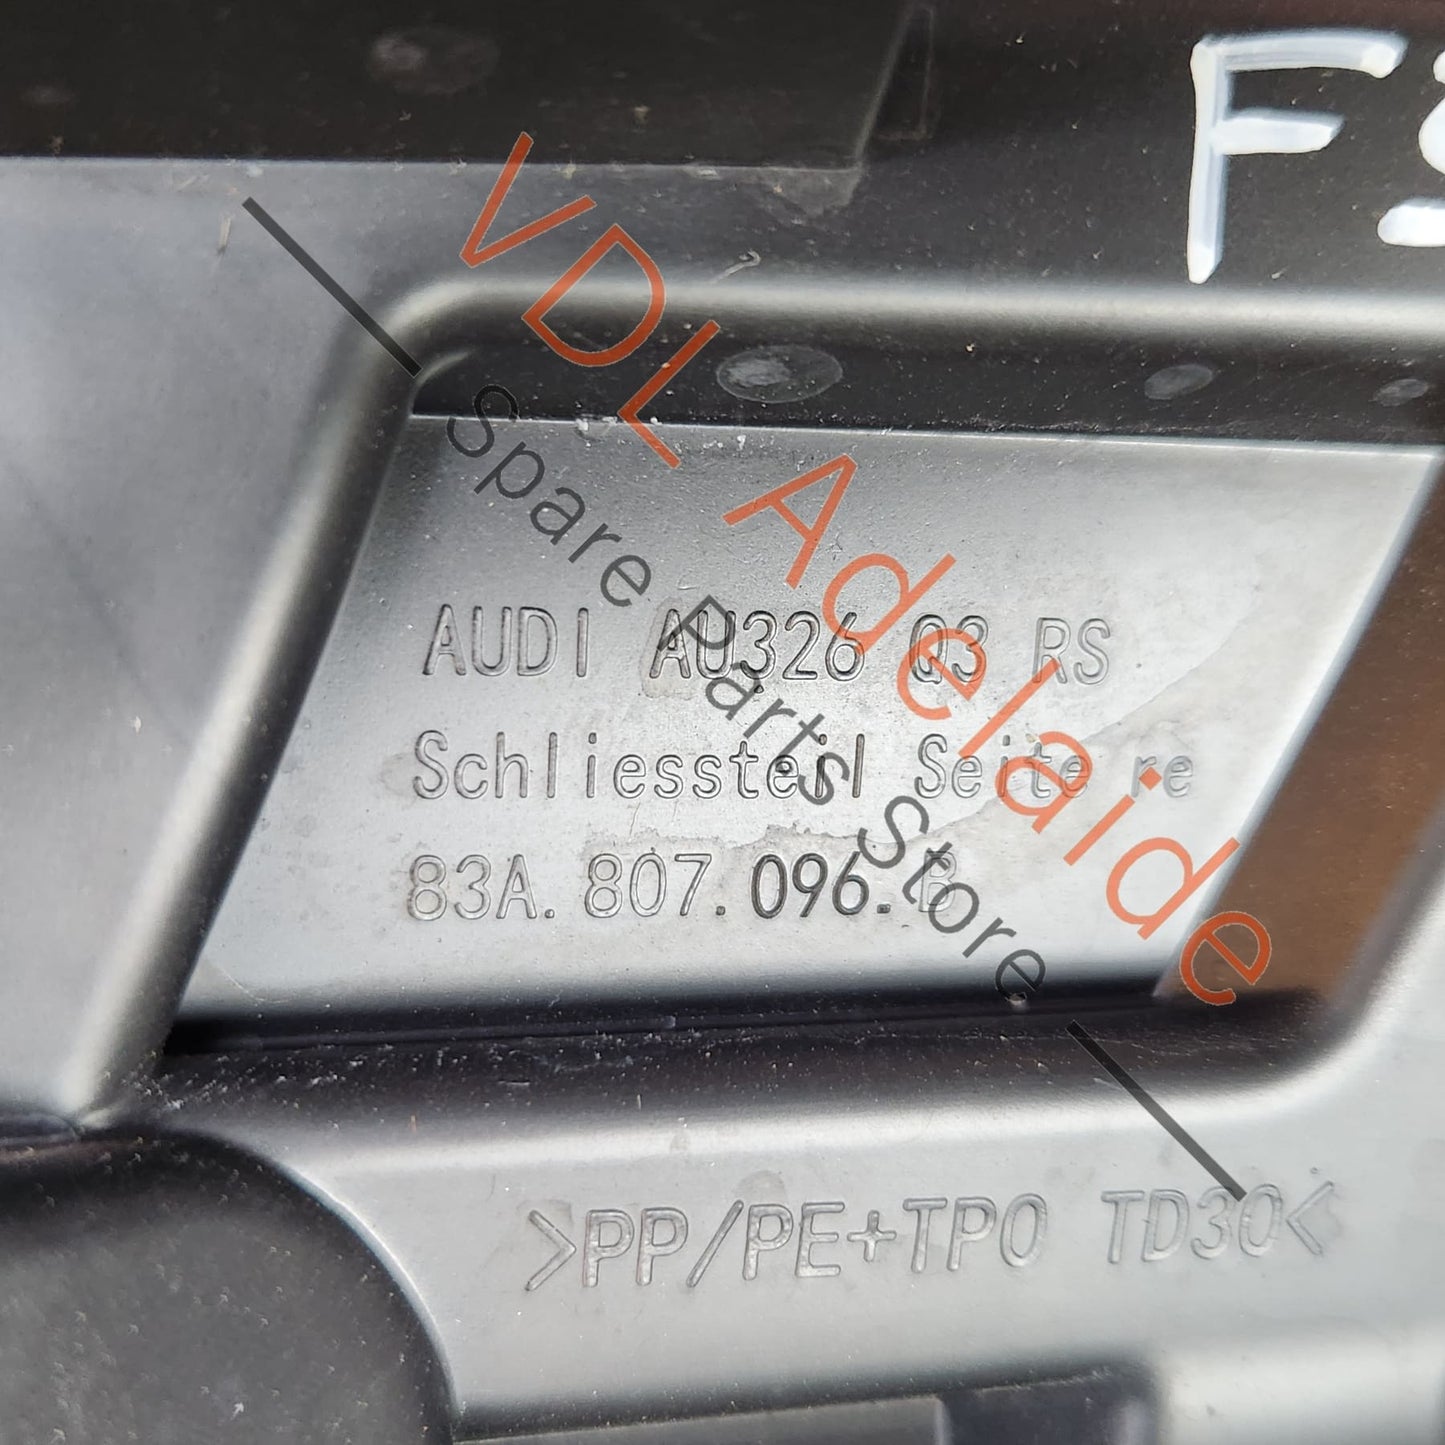 VDL Adelaide
Spare Parts Store
AUDI AU326 Q3 RS
Schliessteil Seite re
83A.807.096.B
>PP/PE+TPO TD30<